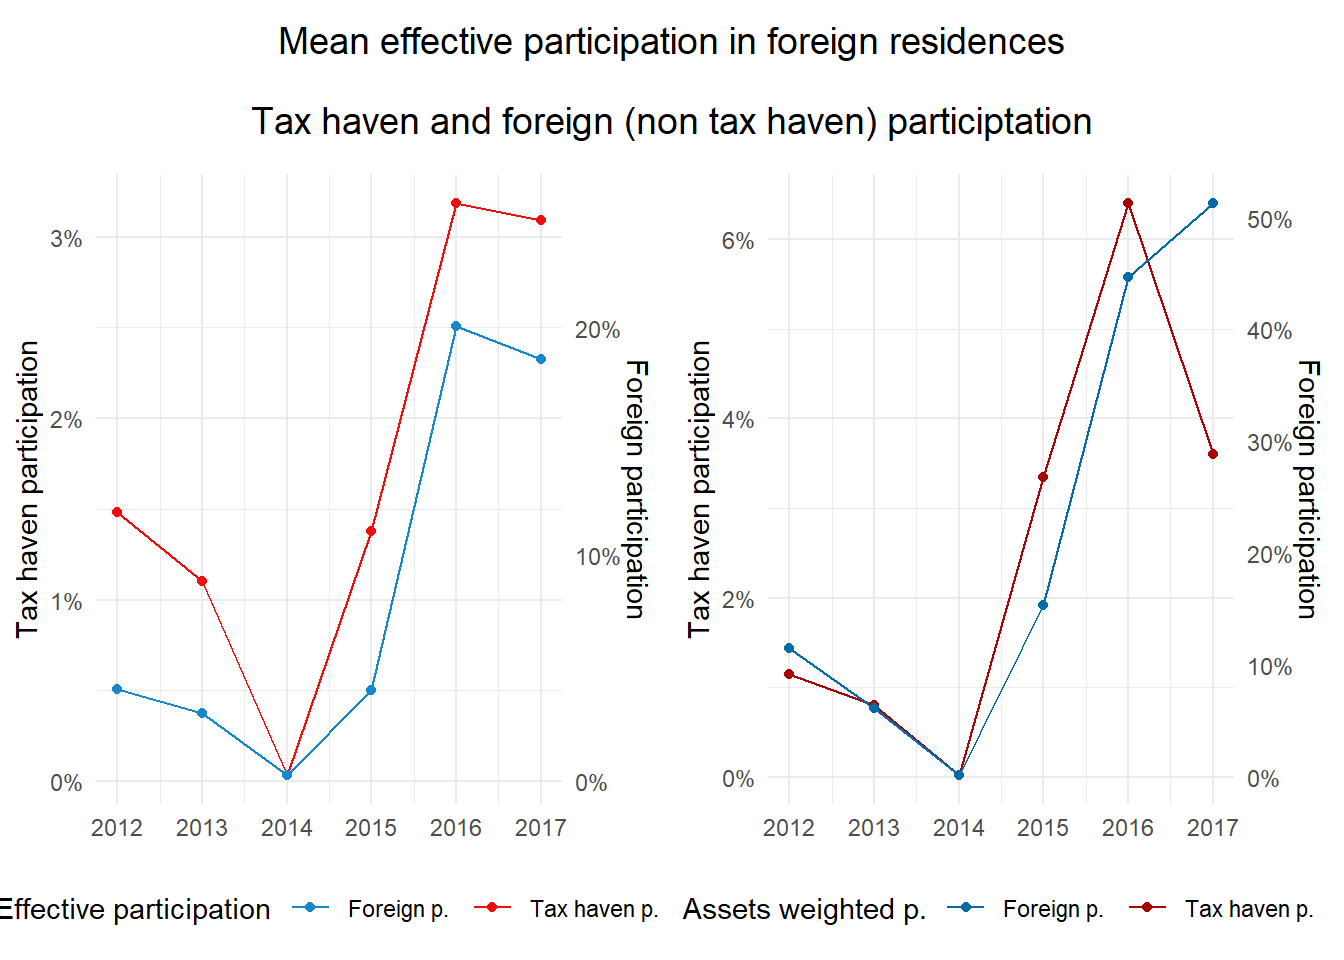 Mean effective participation in foreign residences
Tax haven and foreign (non tax haven) participtation
Tax haven participation
3%
2%
1%
0%
20%
10%
0%
Foreign participation
2012 2013 2014 2015 2016 2017
Tax haven participation
6%
4%
2%
0%
50%
40%
30%
20%
10%
0%
Foreign participation
2012 2013 2014 2015 2016 2017
Effective participation Foreign p. Tax haven p.
Assets weighted p. Foreign p. Tax haven p.